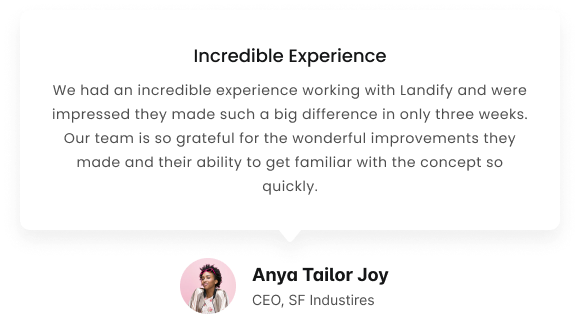 Incredible Experience
We had an incredible experience working with Landify and were
impressed they made such a big difference in only three weeks.
Our team is so grateful for the wonderful improvements they
made and their ability to get familiar with the concept so
quickly.
Anya Tailor Joy
CEO, SF Industires